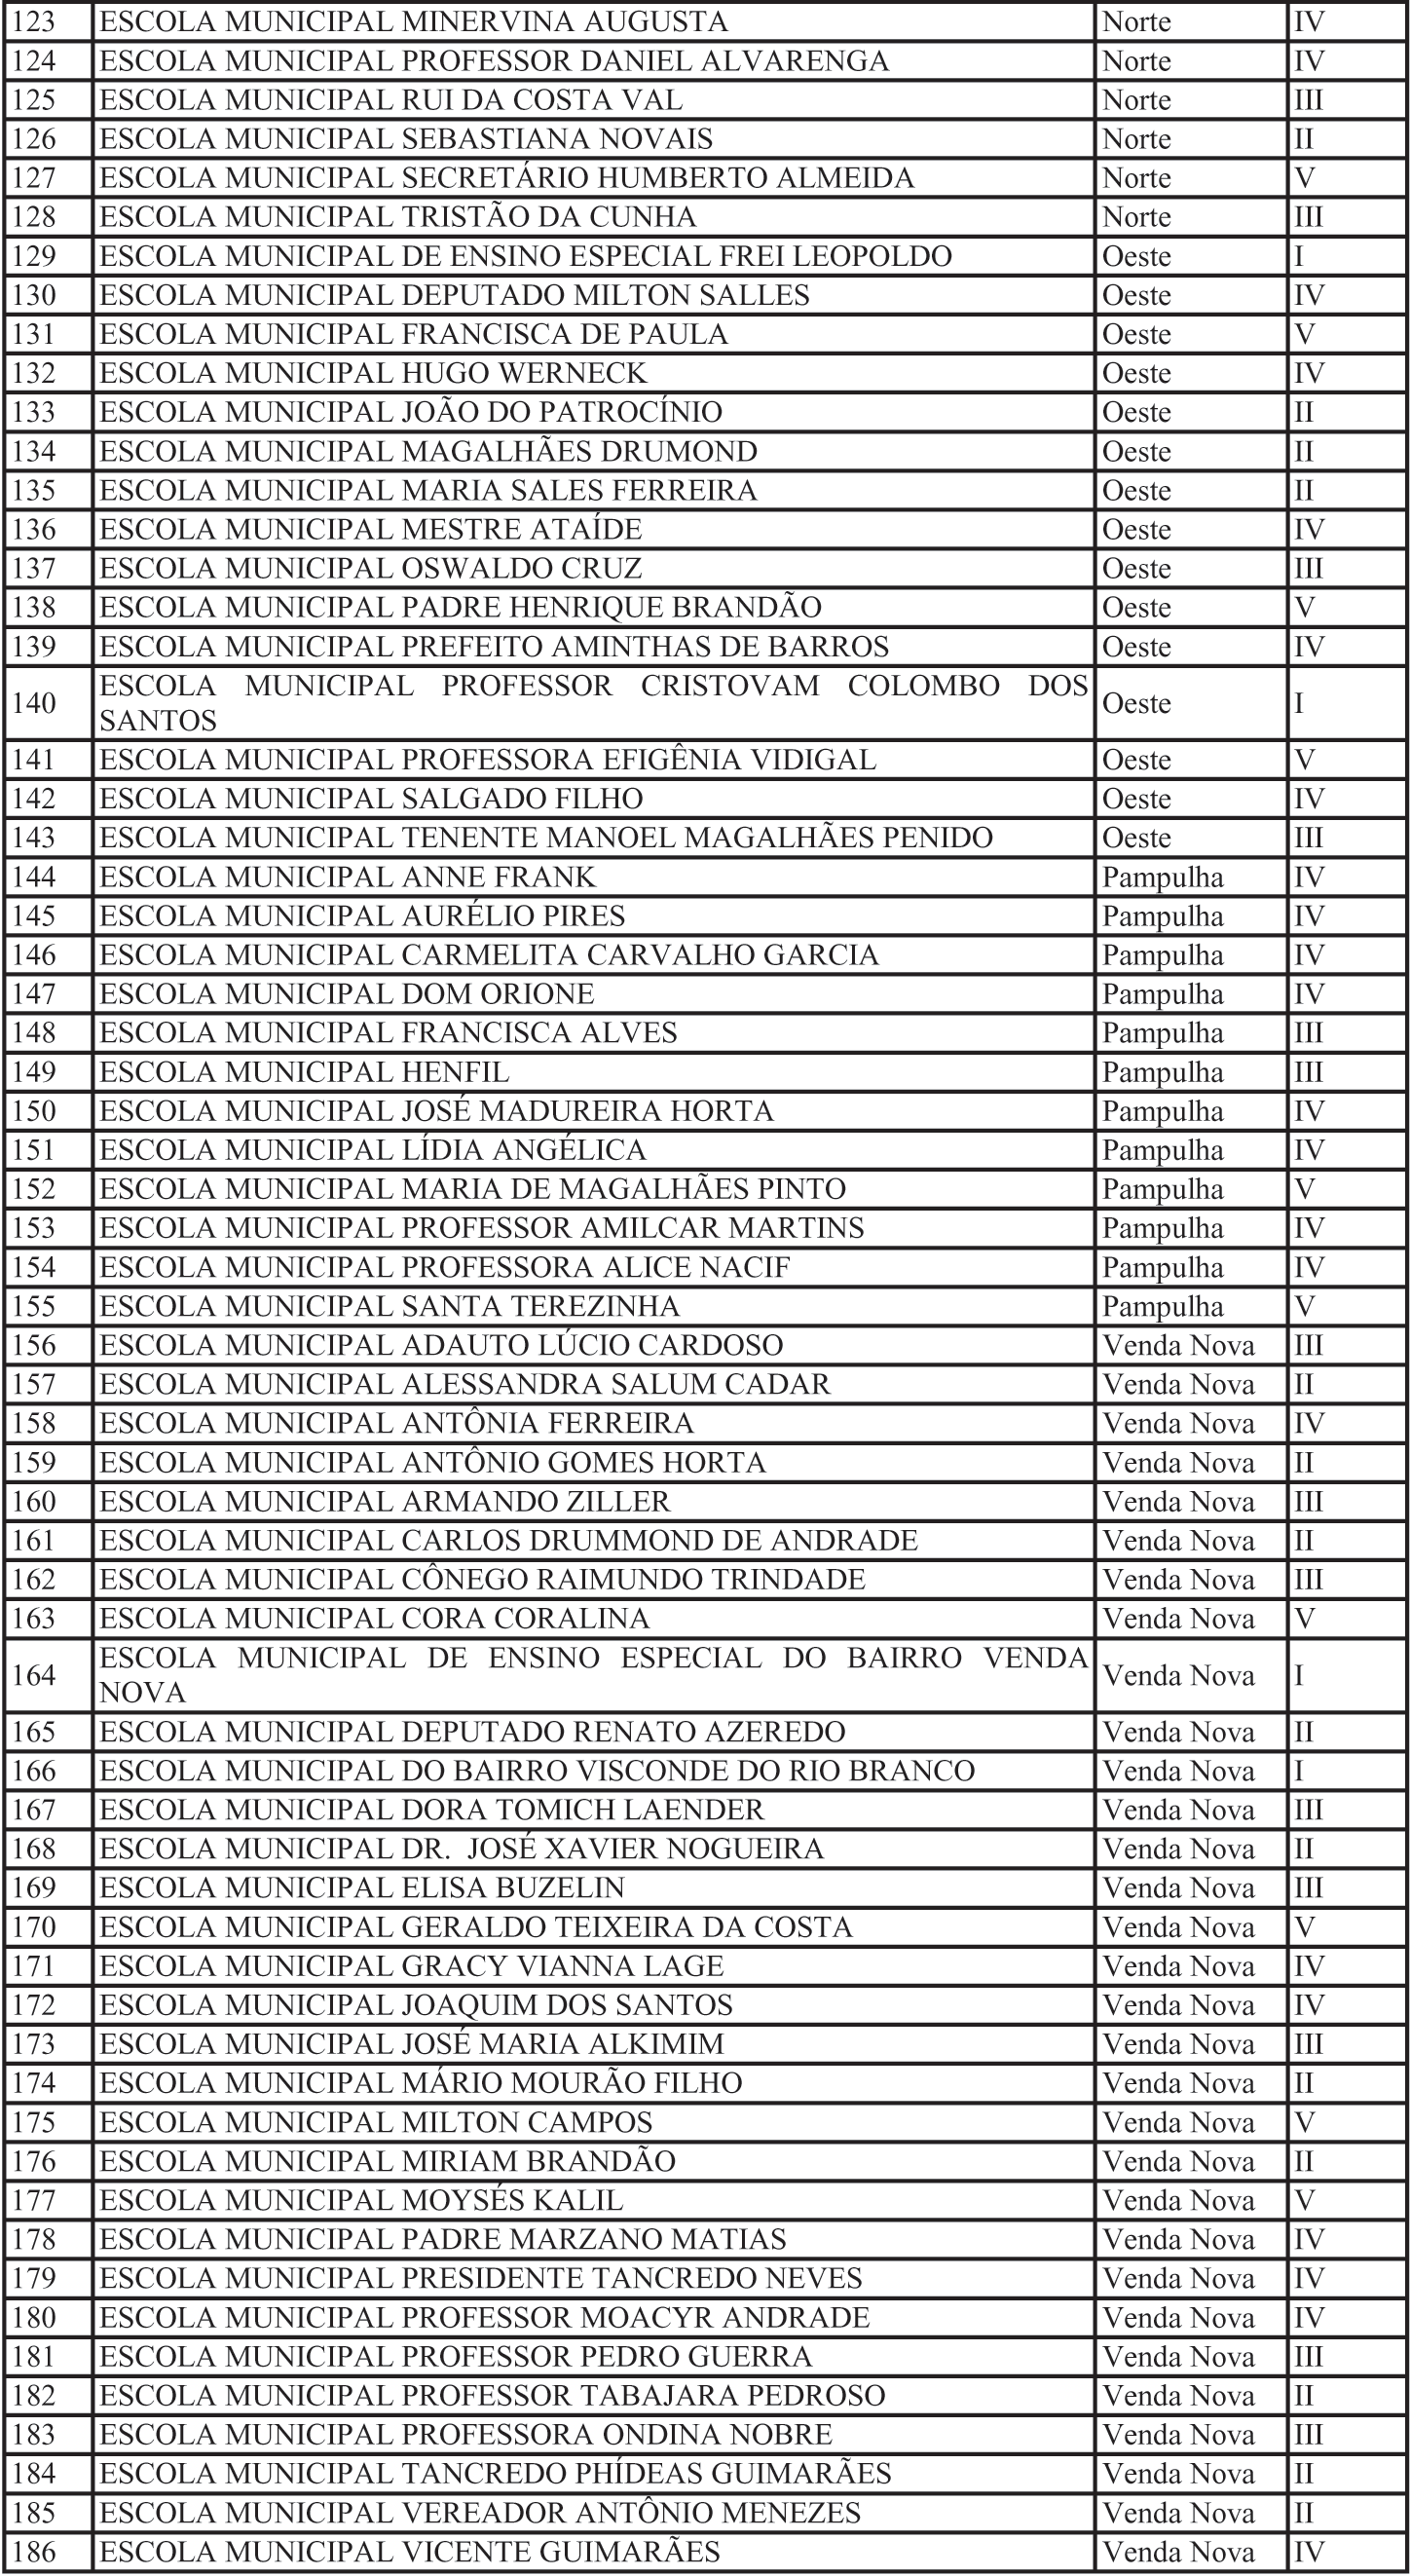 123 ESCOLA MUNICIPAL MINERVINA AUGUSTA Norte IV
124 ESCOLA MUNICIPAL PROFESSOR DANIEL ALVARENGA Norte IV
125 ESCOLA MUNICIPAL RUI DA COSTA VAL Norte III
126 ESCOLA MUNICIPAL SEBASTIANA NOVAIS Norte II
127 ESCOLA MUNICIPAL SECRETÁRIO HUMBERTO ALMEIDA Norte V
128 ESCOLA MUNICIPAL TRISTÃO DA CUNHA Norte III
129 ESCOLA MUNICIPAL DE ENSINO ESPECIAL FREI LEOPOLDO Oeste I
130 ESCOLA MUNICIPAL DEPUTADO MILTON SALLES Oeste IV
131 ESCOLA MUNICIPAL FRANCISCA DE PAULA Oeste V
132 ESCOLA MUNICIPAL HUGO WERNECK Oeste IV
133 ESCOLA MUNICIPAL JOÃO DO PATROCÍNIO Oeste II
134 ESCOLA MUNICIPAL MAGALHÃES DRUMOND Oeste II
135 ESCOLA MUNICIPAL MARIA SALES FERREIRA Oeste II
136 ESCOLA MUNICIPAL MESTRE ATAÍDE Oeste IV
137 ESCOLA MUNICIPAL OSWALDO CRUZ Oeste III
138 ESCOLA MUNICIPAL PADRE HENRIQUE BRANDÃO Oeste V
139 ESCOLA MUNICIPAL PREFEITO AMINTHAS DE BARROS Oeste IV
140 ESCOLA MUNICIPAL PROFESSOR CRISTOVAM COLOMBO DOS
SANTOS Oeste I
141 ESCOLA MUNICIPAL PROFESSORA EFIGÊNIA VIDIGAL Oeste V
142 ESCOLA MUNICIPAL SALGADO FILHO Oeste IV
143 ESCOLA MUNICIPAL TENENTE MANOEL MAGALHÃES PENIDO Oeste III
144 ESCOLA MUNICIPAL ANNE FRANK Pampulha IV
145 ESCOLA MUNICIPAL AURÉLIO PIRES Pampulha IV
146 ESCOLA MUNICIPAL CARMELITA CARVALHO GARCIA Pampulha IV
147 ESCOLA MUNICIPAL DOM ORIONE Pampulha IV
148 ESCOLA MUNICIPAL FRANCISCA ALVES Pampulha III
149 ESCOLA MUNICIPAL HENFIL Pampulha III
150 ESCOLA MUNICIPAL JOSÉ MADUREIRA HORTA Pampulha IV
151 ESCOLA MUNICIPAL LÍDIA ANGÉLICA Pampulha IV
152 ESCOLA MUNICIPAL MARIA DE MAGALHÃES PINTO Pampulha V
153 ESCOLA MUNICIPAL PROFESSOR AMILCAR MARTINS Pampulha IV
154 ESCOLA MUNICIPAL PROFESSORA ALICE NACIF Pampulha IV
155 ESCOLA MUNICIPAL SANTA TEREZINHA Pampulha V
156 ESCOLA MUNICIPAL ADAUTO LÚCIO CARDOSO Venda Nova III
157 ESCOLA MUNICIPAL ALESSANDRA SALUM CADAR Venda Nova II
158 ESCOLA MUNICIPAL ANTÔNIA FERREIRA Venda Nova IV
159 ESCOLA MUNICIPAL ANTÔNIO GOMES HORTA Venda Nova II
160 ESCOLA MUNICIPAL ARMANDO ZILLER Venda Nova III
161 ESCOLA MUNICIPAL CARLOS DRUMMOND DE ANDRADE Venda Nova II
162 ESCOLA MUNICIPAL CÔNEGO RAIMUNDO TRINDADE Venda Nova III
163 ESCOLA MUNICIPAL CORA CORALINA Venda Nova V
164 ESCOLA MUNICIPAL DE ENSINO ESPECIAL DO BAIRRO VENDA
NOVA Venda Nova I
165 ESCOLA MUNICIPAL DEPUTADO RENATO AZEREDO Venda Nova II
166 ESCOLA MUNICIPAL DO BAIRRO VISCONDE DO RIO BRANCO Venda Nova I
167 ESCOLA MUNICIPAL DORA TOMICH LAENDER Venda Nova III
168 ESCOLA MUNICIPAL DR. JOSÉ XAVIER NOGUEIRA Venda Nova II
169 ESCOLA MUNICIPAL ELISA BUZELIN Venda Nova III
170 ESCOLA MUNICIPAL GERALDO TEIXEIRA DA COSTA Venda Nova V
171 ESCOLA MUNICIPAL GRACY VIANNA LAGE Venda Nova IV
172 ESCOLA MUNICIPAL JOAQUIM DOS SANTOS Venda Nova IV
173 ESCOLA MUNICIPAL JOSÉ MARIA ALKIMIM Venda Nova III
174 ESCOLA MUNICIPAL MÁRIO MOURÃO FILHO Venda Nova II
175 ESCOLA MUNICIPAL MILTON CAMPOS Venda Nova V
176 ESCOLA MUNICIPAL MIRIAM BRANDÃO Venda Nova II
177 ESCOLA MUNICIPAL MOYSÉS KALIL Venda Nova V
178 ESCOLA MUNICIPAL PADRE MARZANO MATIAS Venda Nova IV
179 ESCOLA MUNICIPAL PRESIDENTE TANCREDO NEVES Venda Nova IV
180 ESCOLA MUNICIPAL PROFESSOR MOACYR ANDRADE Venda Nova IV
181 ESCOLA MUNICIPAL PROFESSOR PEDRO GUERRA Venda Nova III
182 ESCOLA MUNICIPAL PROFESSOR TABAJARA PEDROSO Venda Nova II
183 ESCOLA MUNICIPAL PROFESSORA ONDINA NOBRE Venda Nova III
184 ESCOLA MUNICIPAL TANCREDO PHÍDEAS GUIMARÃES Venda Nova II
185 ESCOLA MUNICIPAL VEREADOR ANTÔNIO MENEZES Venda Nova II
186 ESCOLA MUNICIPAL VICENTE GUIMARÃES Venda Nova IV